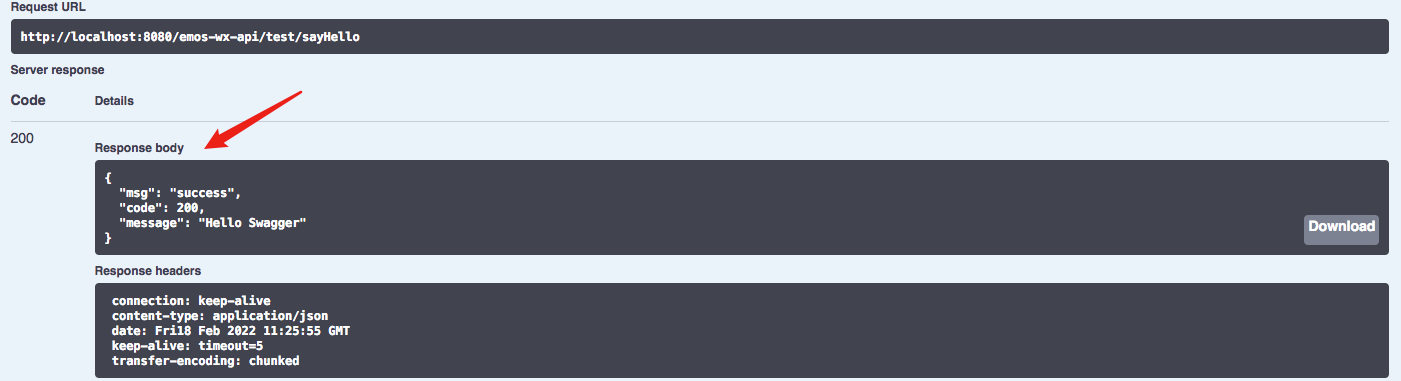 Request URL
http://localhost:8080/emos-wx-api/test/sayHello
Server response
Code Details
200
Response body
{
  "msg": "success",
  "code": 200,
  "message": "Hello Swagger"
}
Download
Response headers
connection: keep-alive
content-type: application/json
date: Fri18 Feb 2022 11:25:55 GMT
keep-alive: timeout=5
transfer-encoding: chunked